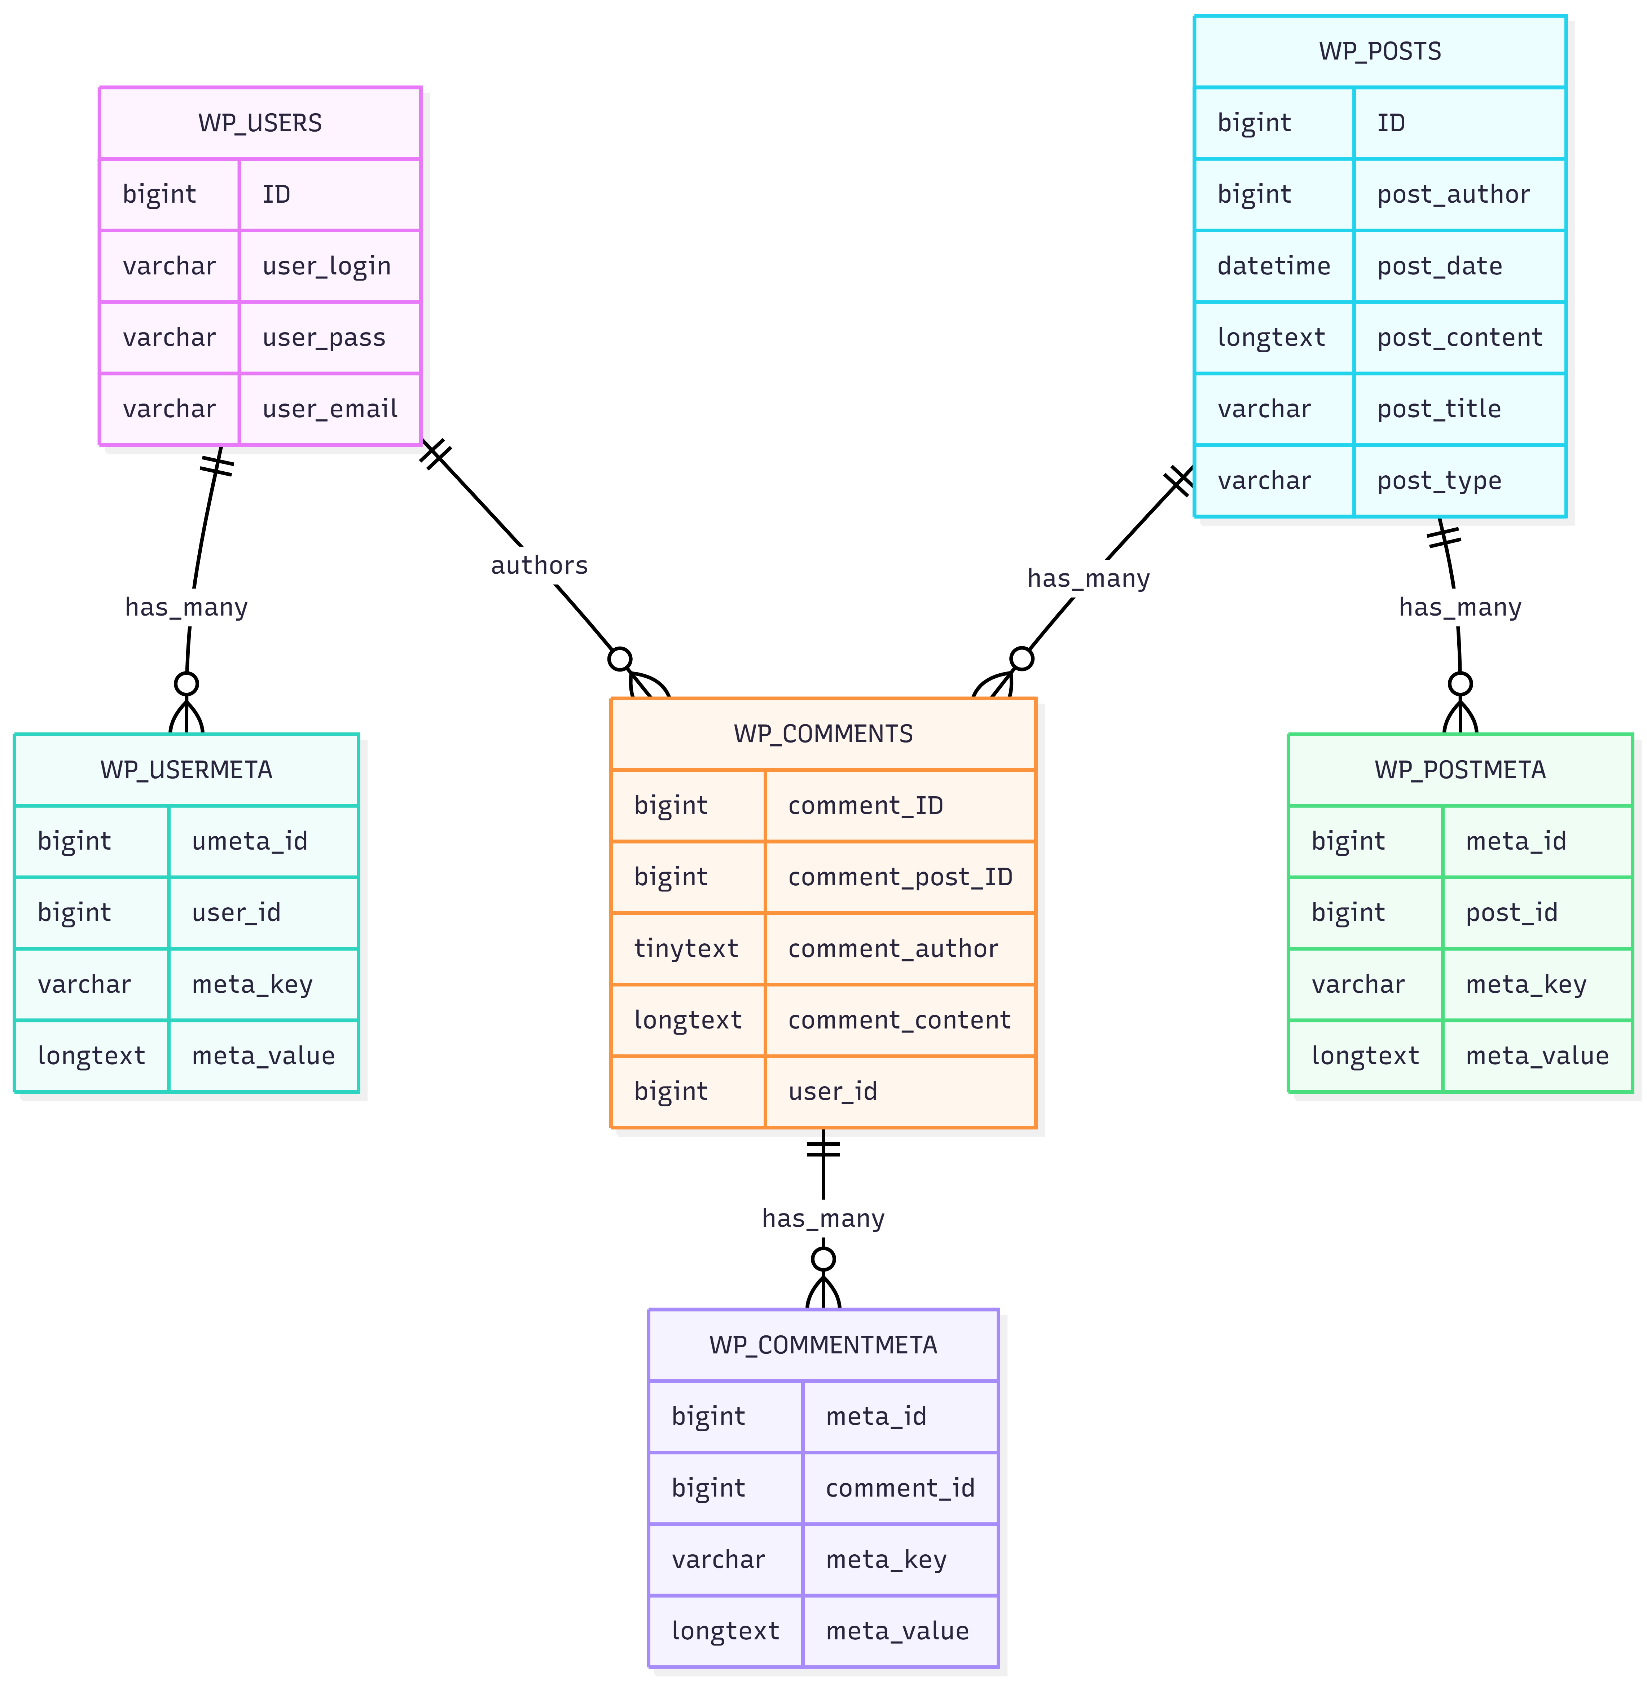 WP_POSTS
bigint ID
bigint post_author
datetime post_date
longtext post_content
varchar post_title
varchar post_type
WP_USERS
bigint ID
varchar user_login
varchar user_pass
varchar user_email
authors
has_many
has_many
has_many
WP_USERMETA
bigint umeta_id
bigint user_id
varchar meta_key
longtext meta_value
WP_COMMENTS
bigint comment_ID
bigint comment_post_ID
tinytext comment_author
longtext comment_content
bigint user_id
WP_POSTMETA
bigint meta_id
bigint post_id
varchar meta_key
longtext meta_value
has_many
WP_COMMENTMETA
bigint meta_id
bigint comment_id
varchar meta_key
longtext meta_value